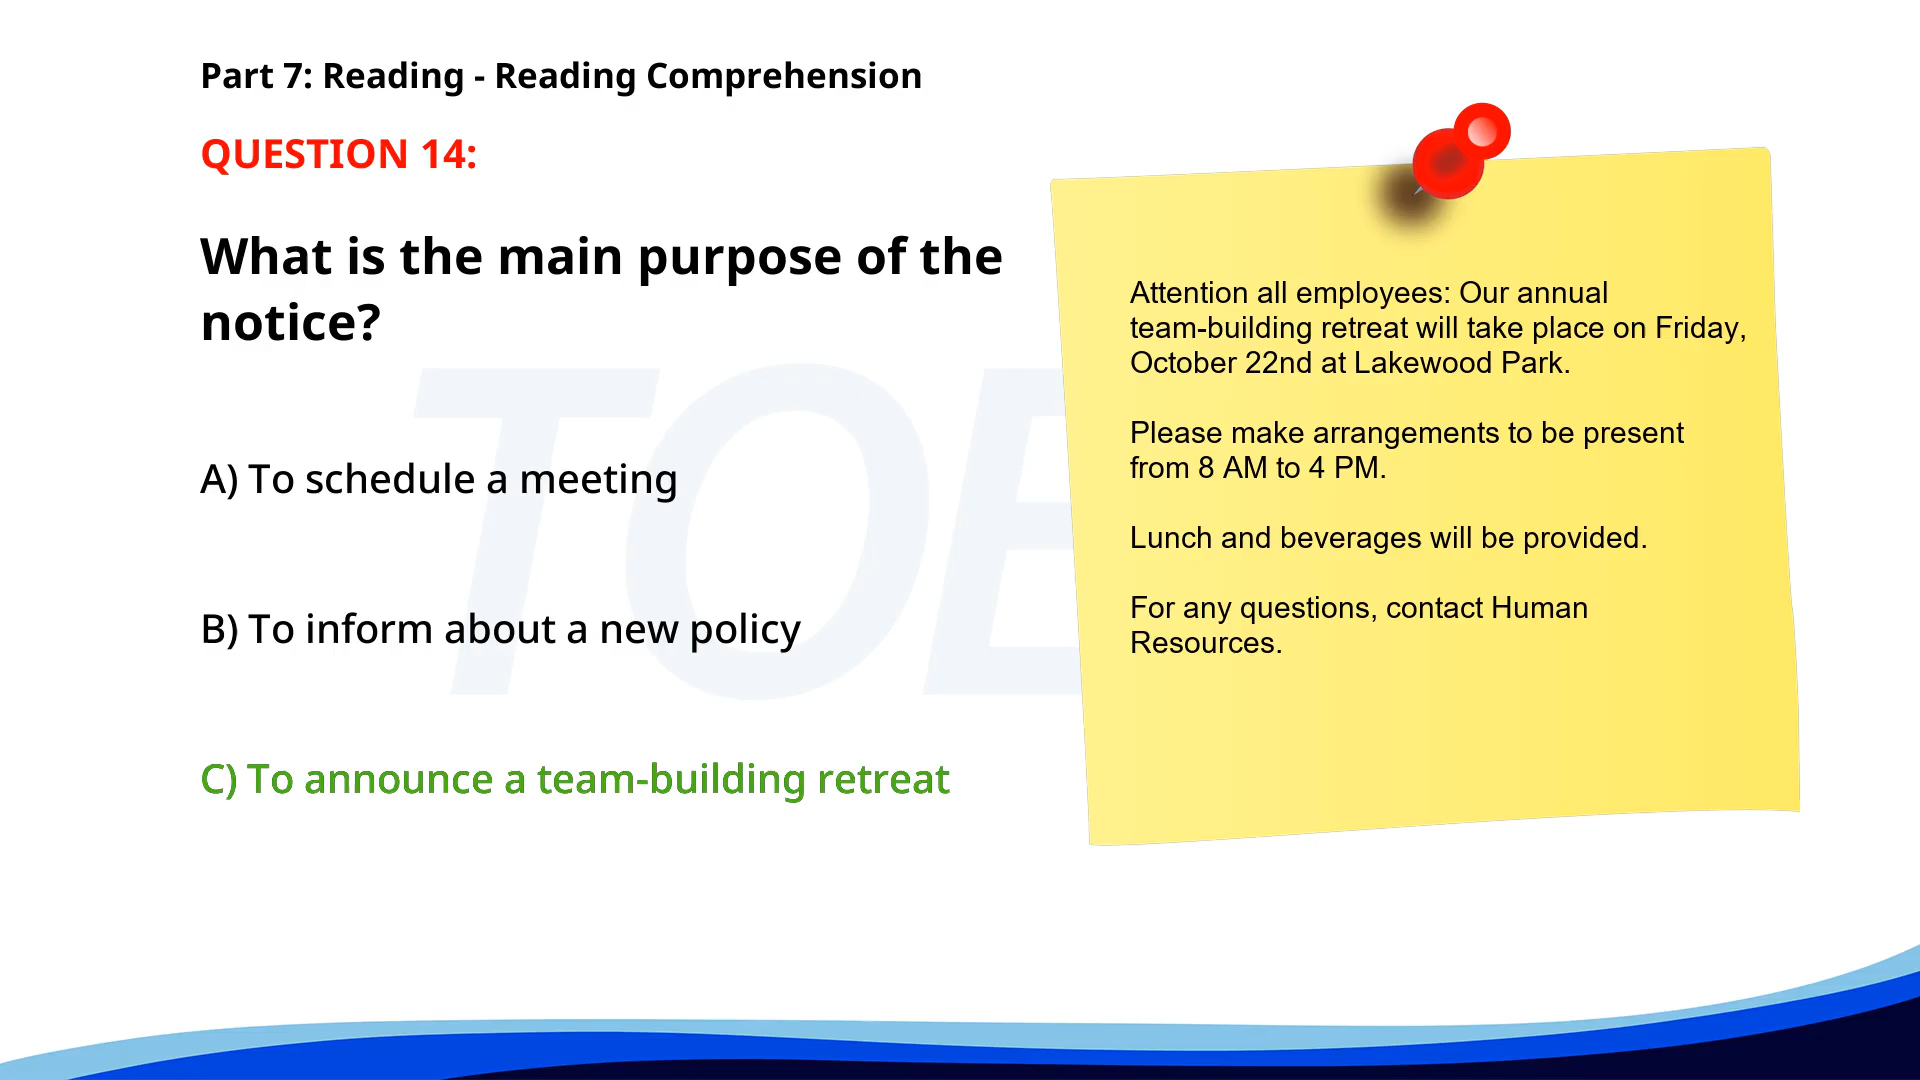 Part 7: Reading - Reading Comprehension
QUESTION 14:
What is the main purpose of the
notice?
A) To schedule a meeting
B) To inform about a new policy
C) To announce a team-building retreat
Attention all employees: Our annual
team-building retreat will take place on Friday,
October 22nd at Lakewood Park.
Please make arrangements to be present
from 8 AM to 4 PM.
Lunch and beverages will be provided.
For any questions, contact Human
Resources.